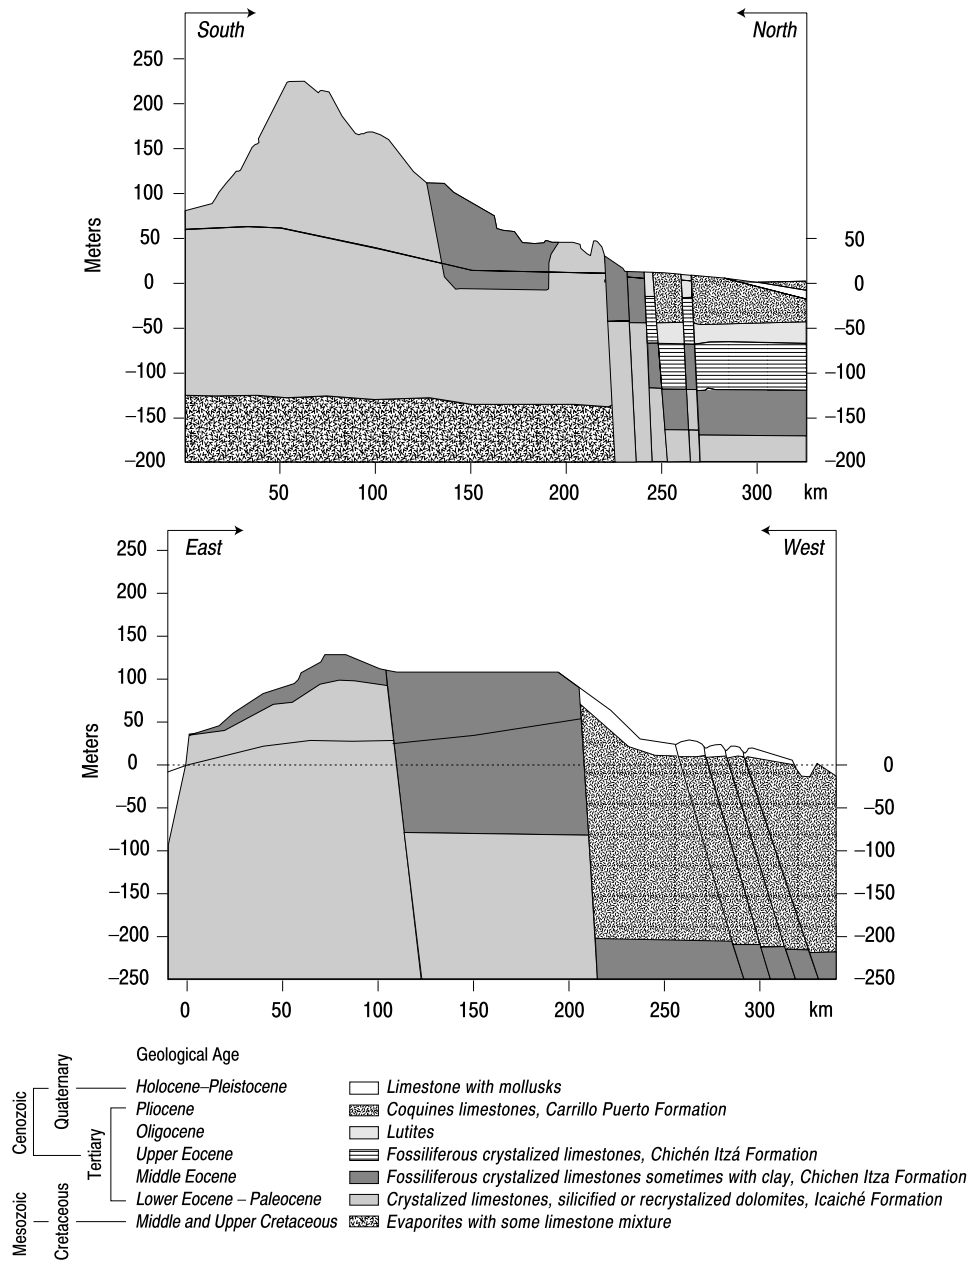 South North
250
200
150
100
50 50
0 0
–50 –50
–100 –100
–150 –150
–200 –200
Meters
50 100 150 200 250 300 km
East West
250
200
150
100
50
0 0
–50 –50
–100 –100
–150 –150
–200 –200
–250 –250
Meters
0 50 100 150 200 250 300 km
Geological Age
Holocene–Pleistocene Limestone with mollusks
Pliocene Coquines limestones, Carrillo Puerto Formation
Oligocene Lutites
Upper Eocene Fossiliferous crystalized limestones, Chichén Itzá Formation
Middle Eocene Fossiliferous crystalized limestones sometimes with clay, Chichen Itza Formation
Lower Eocene – Paleocene Crystalized limestones, silicified or recrystalized dolomites, Icaiché Formation
Middle and Upper Cretaceous Evaporites with some limestone mixture
Cenozoic
Quaternary
Tertiary
Mesozoic
Cretaceous